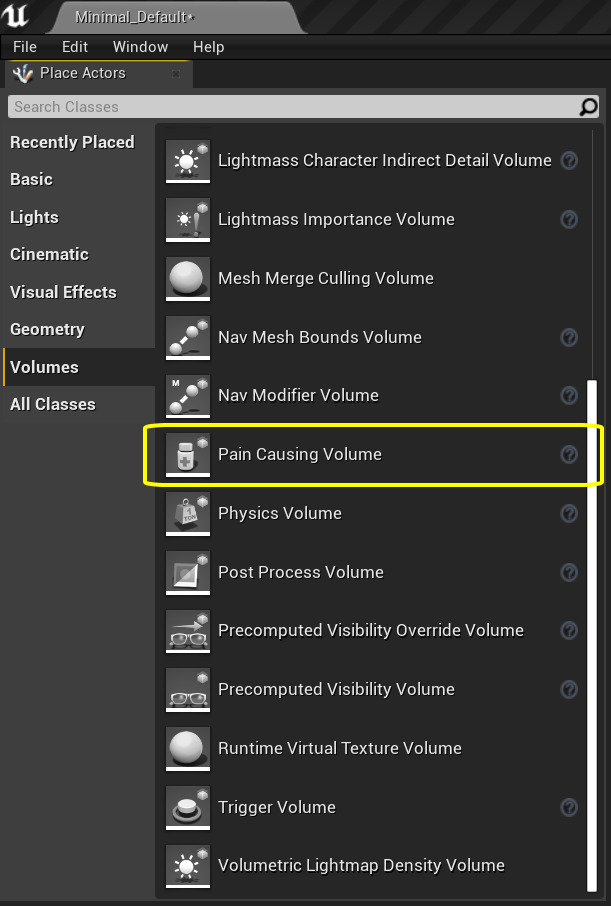 Minimal_Default*
File Edit Window Help
Place Actors
Search Classes
Recently Placed
Basic
Lights
Cinematic
Visual Effects
Geometry
Volumes
All Classes
Lightmass Character Indirect Detail Volume ?
Lightmass Importance Volume ?
Mesh Merge Culling Volume
Nav Mesh Bounds Volume ?
M
Nav Modifier Volume ?
Pain Causing Volume ?
1 TON
Physics Volume ?
Post Process Volume ?
Precomputed Visibility Override Volume ?
Precomputed Visibility Volume ?
Runtime Virtual Texture Volume
Trigger Volume ?
Volumetric Lightmap Density Volume